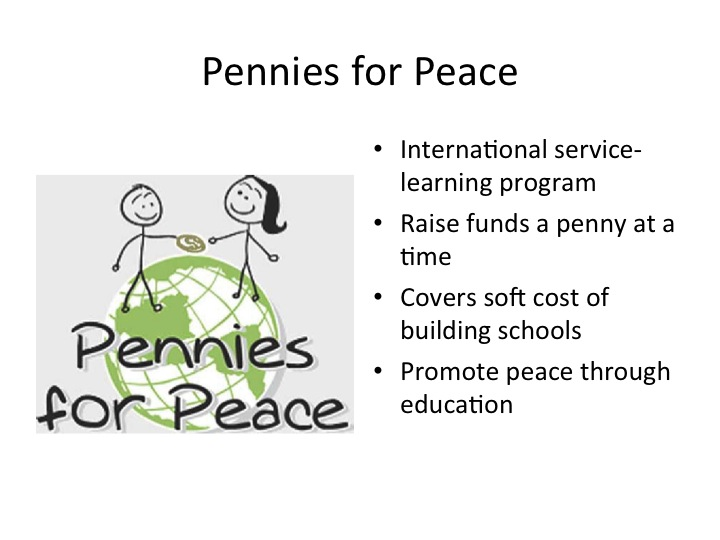 Pennies for Peace
• International service-
learning program
• Raise funds a penny at a
time
• Covers soft cost of
building schools
• Promote peace through
education
Pennies
for Peace